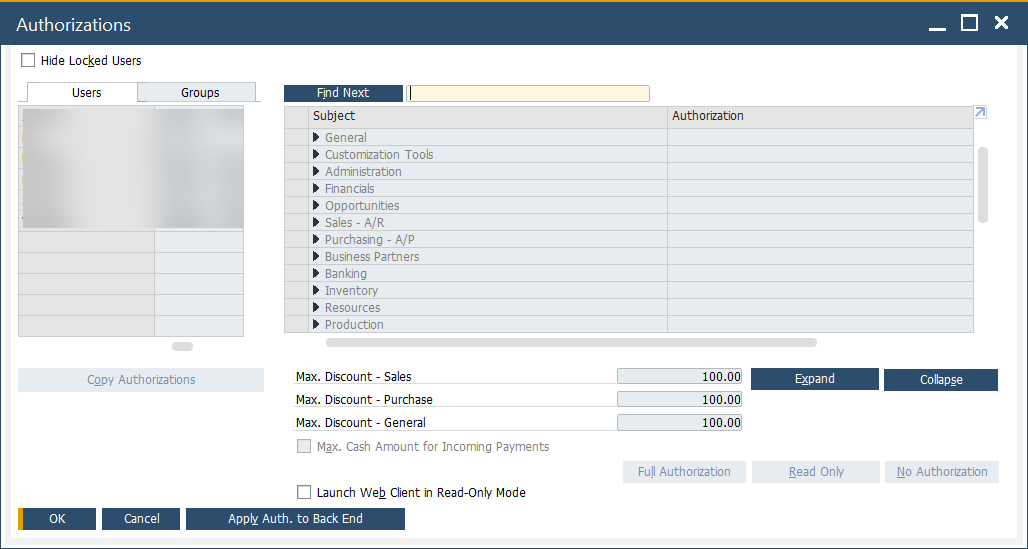 Authorizations
Hide Locked Users
Users
Groups
Find Next
Subject
Authorization
General
Customization Tools
Administration
Financials
Opportunities
Sales - A/R
Purchasing - A/P
Business Partners
Banking
Inventory
Resources
Production
Copy Authorizations
Max. Discount - Sales 100.00
Expand
Collapse
Max. Discount - Purchase 100.00
Max. Discount - General 100.00
Max. Cash Amount for Incoming Payments
Full Authorization
Read Only
No Authorization
Launch Web Client in Read-Only Mode
OK
Cancel
Apply Auth. to Back End